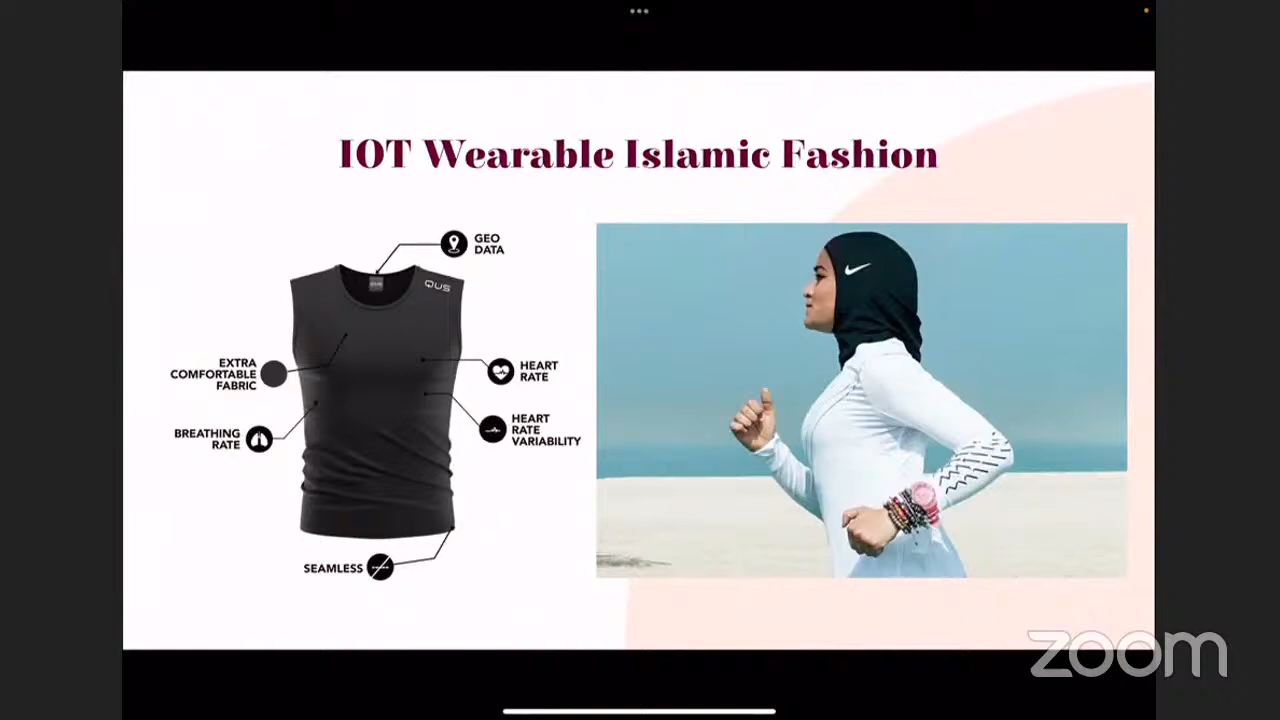 IOT Wearable Islamic Fashion
GEO
DATA
QUS
EXTRA
COMFORTABLE
FABRIC
HEART
RATE
BREATHING
RATE
HEART
RATE
VARIABILITY
SEAMLESS
zoom